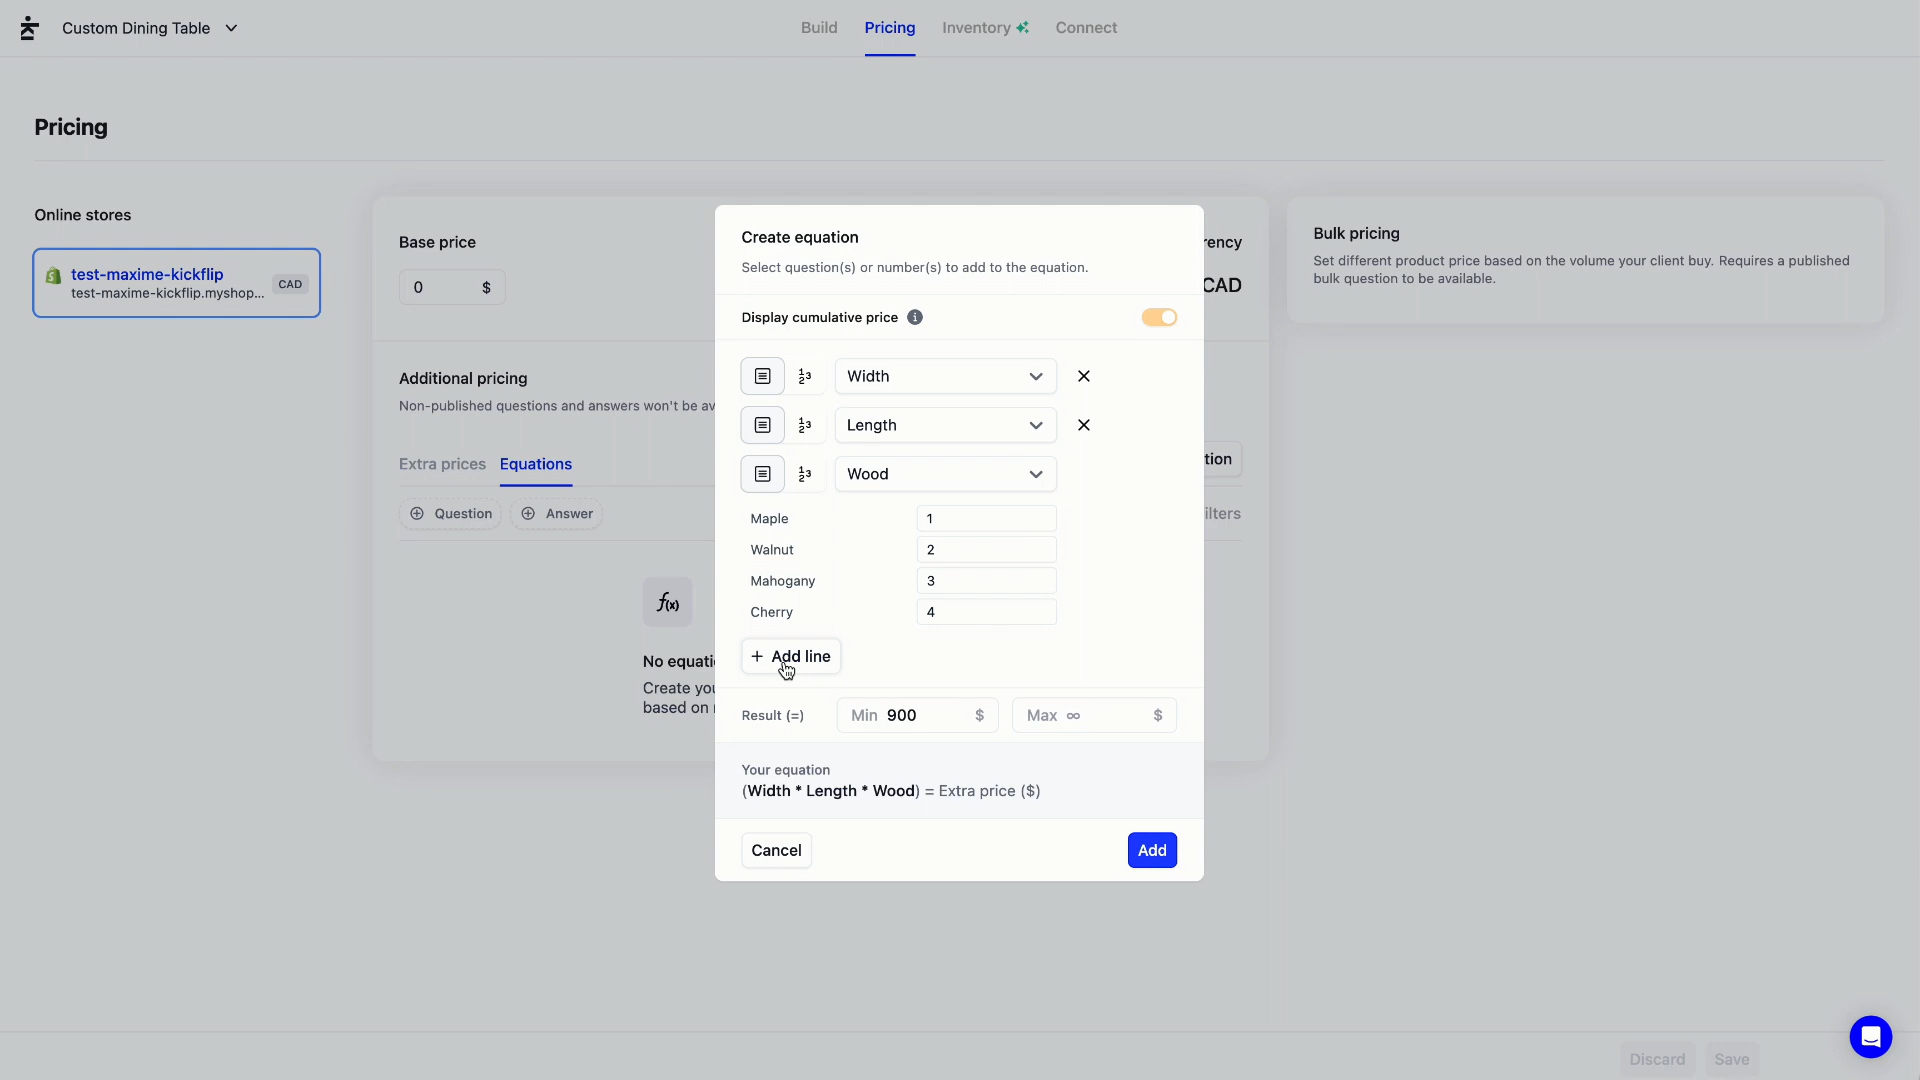 Custom Dining Table
Build
Pricing
Inventory
Connect
Pricing
Online stores
test-maxime-kickflip
test-maxime-kickflip.myshop...
CAD
Base price
0 $
rency
CAD
Additional pricing
Non-published questions and answers won't be av
Extra prices
Equations
tion
Question
Answer
ilters
f(x)
No equati
Create you
based on
Create equation
Select question(s) or number(s) to add to the equation.
Display cumulative price
Width
Length
Wood
Maple 1
Walnut 2
Mahogany 3
Cherry 4
+ Add line
Result (=) Min 900 $ Max ∞ $
Your equation
(Width * Length * Wood) = Extra price ($)
Cancel
Add
Bulk pricing
Set different product price based on the volume your client buy. Requires a published
bulk question to be available.
Discard
Save